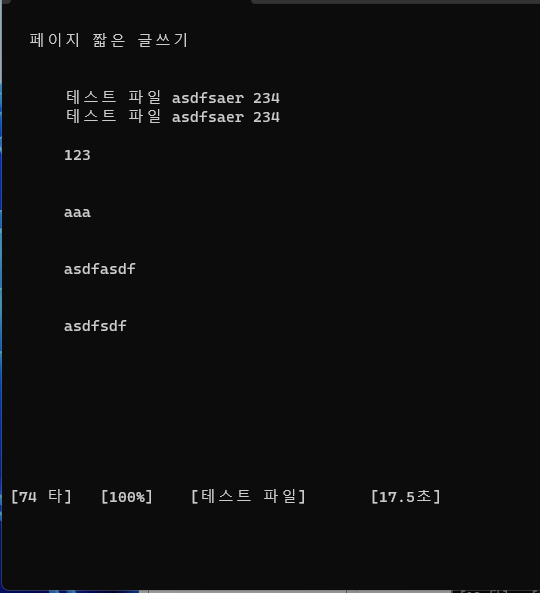 페이지 짧은 글쓰기
테스트 파일 asdfsaer 234
테스트 파일 asdfsaer 234
123
aaa
asdfasdf
asdfsdf
[74 타] [100%] [테스트 파일] [17.5초]